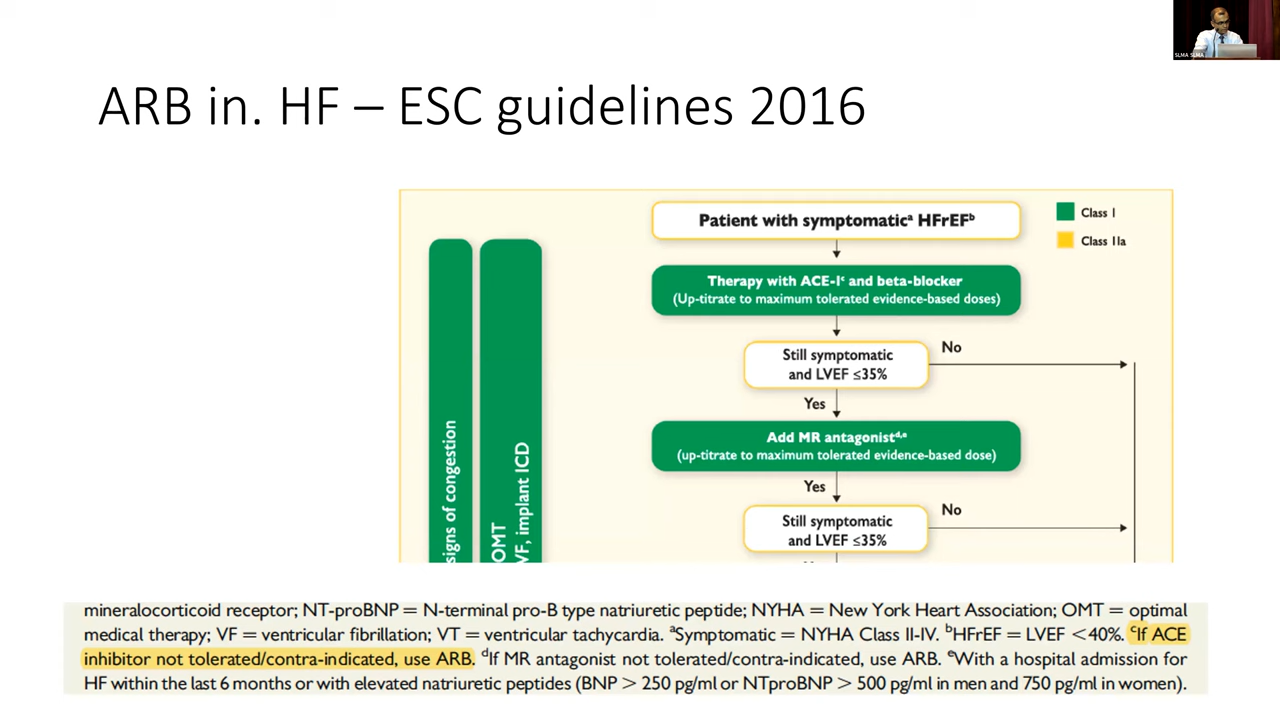 SLMA SLMA
ARB in. HF – ESC guidelines 2016
Patient with symptomaticᵃ HFrEFᵇ
Class I
Class IIa
Therapy with ACE-Iᶜ and beta-blocker
(Up-titrate to maximum tolerated evidence-based doses)
Still symptomatic
and LVEF ≤35%
No
Yes
Add MR antagonistᵈ,ᵉ
(up-titrate to maximum tolerated evidence-based dose)
Yes
Still symptomatic
and LVEF ≤35%
No
signs of congestion
OMT
VF, implant ICD
mineralocorticoid receptor; NT-proBNP = N-terminal pro-B type natriuretic peptide; NYHA = New York Heart Association; OMT = optimal
medical therapy; VF = ventricular fibrillation; VT = ventricular tachycardia. ᵃSymptomatic = NYHA Class II-IV. ᵇHFrEF = LVEF <40%. ᶜIf ACE
inhibitor not tolerated/contra-indicated, use ARB. ᵈIf MR antagonist not tolerated/contra-indicated, use ARB. ᵉWith a hospital admission for
HF within the last 6 months or with elevated natriuretic peptides (BNP > 250 pg/ml or NTproBNP > 500 pg/ml in men and 750 pg/ml in women).